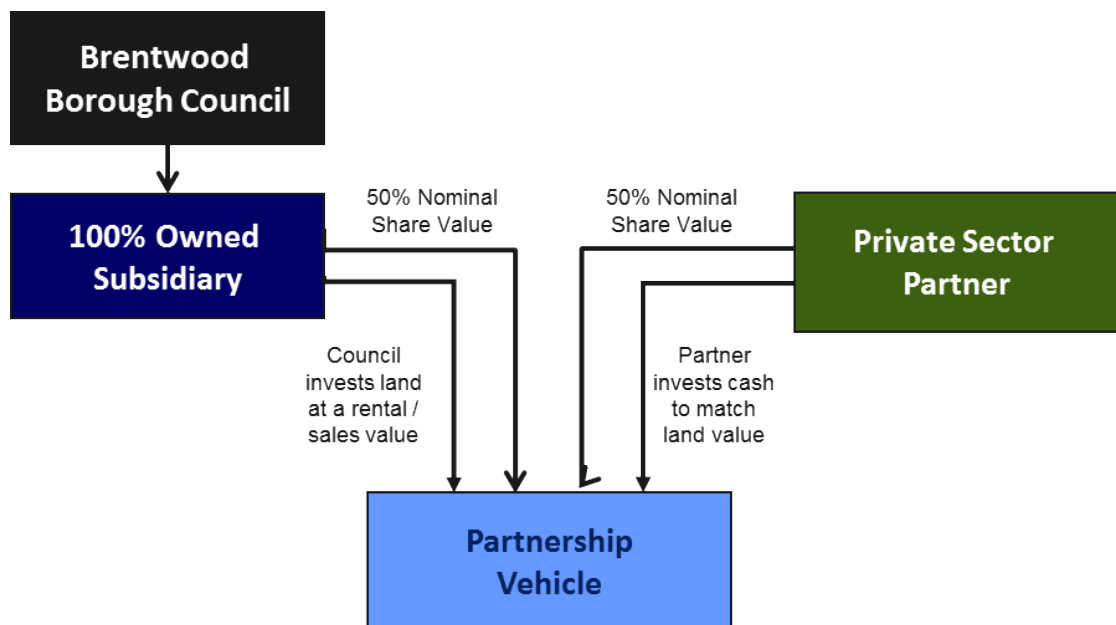 Brentwood
Borough Council
100% Owned
Subsidiary
50% Nominal
Share Value
50% Nominal
Share Value
Private Sector
Partner
Council
invests land
at a rental /
sales value
Partner
invests cash
to match
land value
Partnership
Vehicle